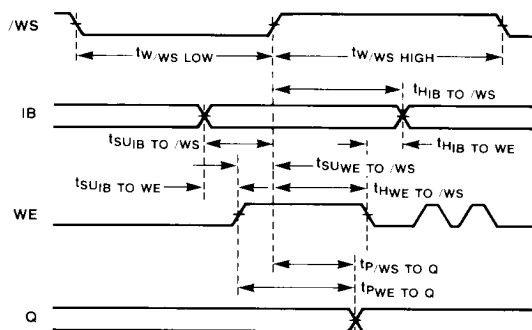 /WS
tW/WS LOW
tW/WS HIGH
tHIB TO /WS
IB
tSUIB TO /WS
tHIB TO WE
tSUWE TO /WS
tSUIB TO WE
tHWE TO /WS
WE
tP/WS TO Q
tPWE TO Q
Q